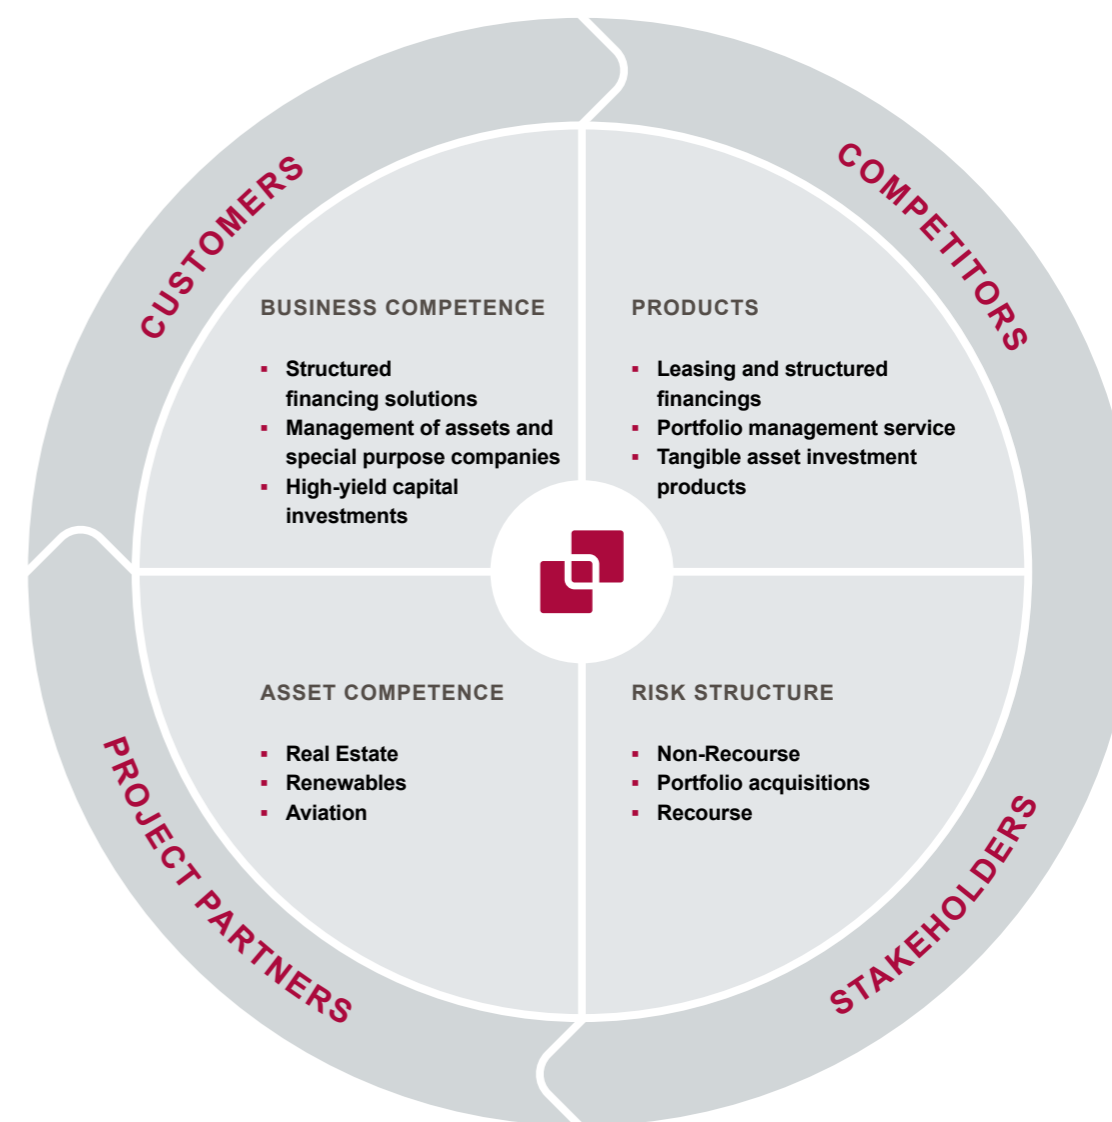 CUSTOMERS
COMPETITORS
BUSINESS COMPETENCE
▪ Structured
financing solutions
▪ Management of assets and
special purpose companies
▪ High-yield capital
investments
PRODUCTS
▪ Leasing and structured
financings
▪ Portfolio management service
▪ Tangible asset investment
products
ASSET COMPETENCE
▪ Real Estate
▪ Renewables
▪ Aviation
RISK STRUCTURE
▪ Non-Recourse
▪ Portfolio acquisitions
▪ Recourse
PROJECT PARTNERS
STAKEHOLDERS